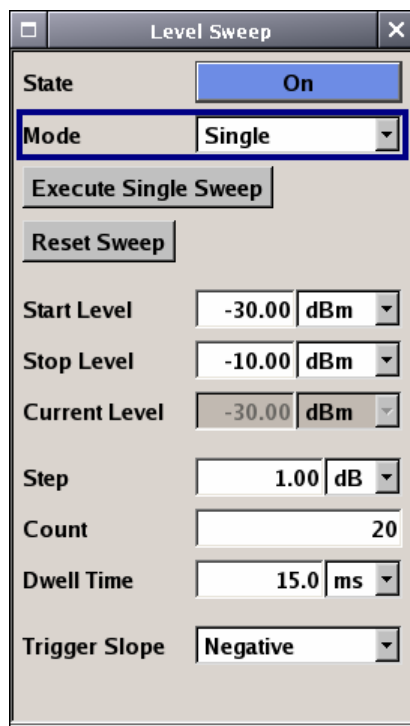 Level Sweep
State On
Mode Single
Execute Single Sweep
Reset Sweep
Start Level -30.00 dBm
Stop Level -10.00 dBm
Current Level -30.00 dBm
Step 1.00 dB
Count 20
Dwell Time 15.0 ms
Trigger Slope Negative